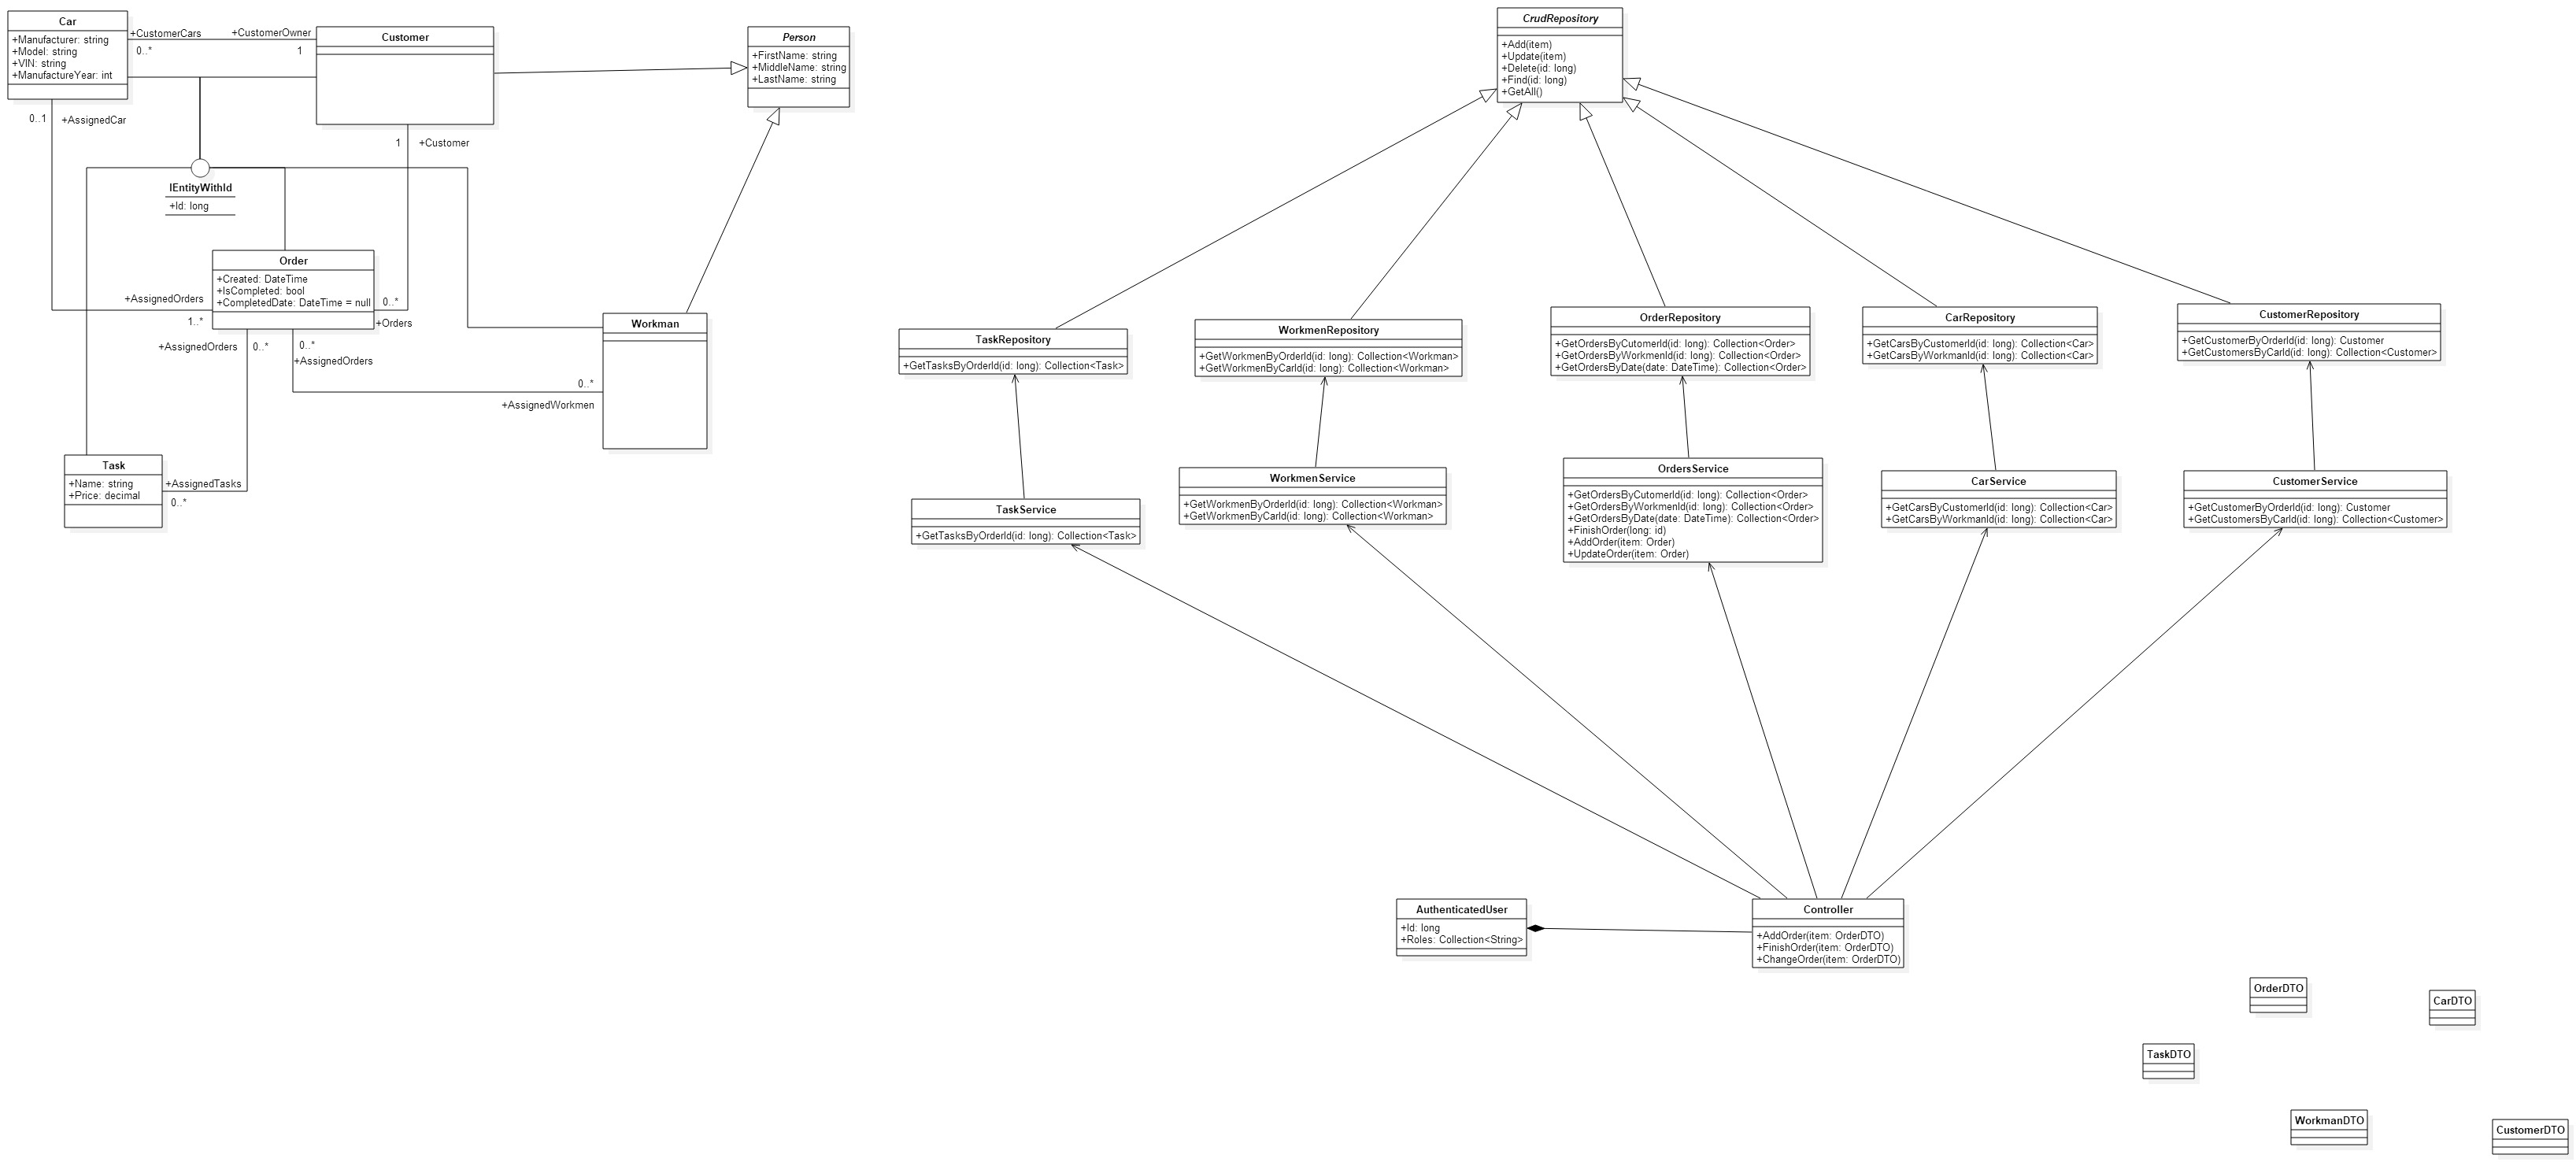 Car
+Manufacturer: string
+Model: string
+VIN: string
+ManufactureYear: int
+CustomerCars
0..*
+CustomerOwner
1
Customer
Person
+FirstName: string
+MiddleName: string
+LastName: string
0..1
+AssignedCar
1
+Customer
IEntityWithId
+Id: long
Order
+Created: DateTime
+IsCompleted: bool
+CompletedDate: DateTime = null
+AssignedOrders
1..*
0..*
+Orders
+AssignedOrders
0..*
0..*
+AssignedOrders
0..*
+AssignedWorkmen
Workman
Task
+Name: string
+Price: decimal
+AssignedTasks
0..*
CrudRepository
+Add(item)
+Update(item)
+Delete(id: long)
+Find(id: long)
+GetAll()
TaskRepository
+GetTasksByOrderId(id: long): Collection<Task>
WorkmenRepository
+GetWorkmenByOrderId(id: long): Collection<Workman>
+GetWorkmenByCarId(id: long): Collection<Workman>
OrderRepository
+GetOrdersByCutomerId(id: long): Collection<Order>
+GetOrdersByWorkmenId(id: long): Collection<Order>
+GetOrdersByDate(date: DateTime): Collection<Order>
CarRepository
+GetCarsByCustomerId(id: long): Collection<Car>
+GetCarsByWorkmanId(id: long): Collection<Car>
CustomerRepository
+GetCustomerByOrderId(id: long): Customer
+GetCustomersByCarId(id: long): Collection<Customer>
TaskService
+GetTasksByOrderId(id: long): Collection<Task>
WorkmenService
+GetWorkmenByOrderId(id: long): Collection<Workman>
+GetWorkmenByCarId(id: long): Collection<Workman>
OrdersService
+GetOrdersByCutomerId(id: long): Collection<Order>
+GetOrdersByWorkmenId(id: long): Collection<Order>
+GetOrdersByDate(date: DateTime): Collection<Order>
+FinishOrder(long: id)
+AddOrder(item: Order)
+UpdateOrder(item: Order)
CarService
+GetCarsByCustomerId(id: long): Collection<Car>
+GetCarsByWorkmanId(id: long): Collection<Car>
CustomerService
+GetCustomerByOrderId(id: long): Customer
+GetCustomersByCarId(id: long): Collection<Customer>
AuthenticatedUser
+Id: long
+Roles: Collection<String>
Controller
+AddOrder(item: OrderDTO)
+FinishOrder(item: OrderDTO)
+ChangeOrder(item: OrderDTO)
OrderDTO
CarDTO
TaskDTO
WorkmanDTO
CustomerDTO